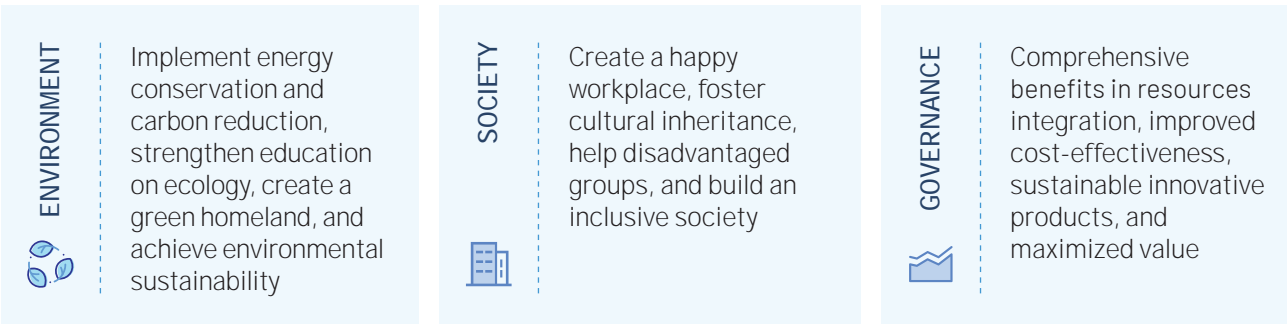 ENVIRONMENT
Implement energy
conservation and
carbon reduction,
strengthen education
on ecology, create a
green homeland, and
achieve environmental
sustainability
SOCIETY
Create a happy
workplace, foster
cultural inheritance,
help disadvantaged
groups, and build an
inclusive society
GOVERNANCE
Comprehensive
benefits in resources
integration, improved
cost-effectiveness,
sustainable innovative
products, and
maximized value